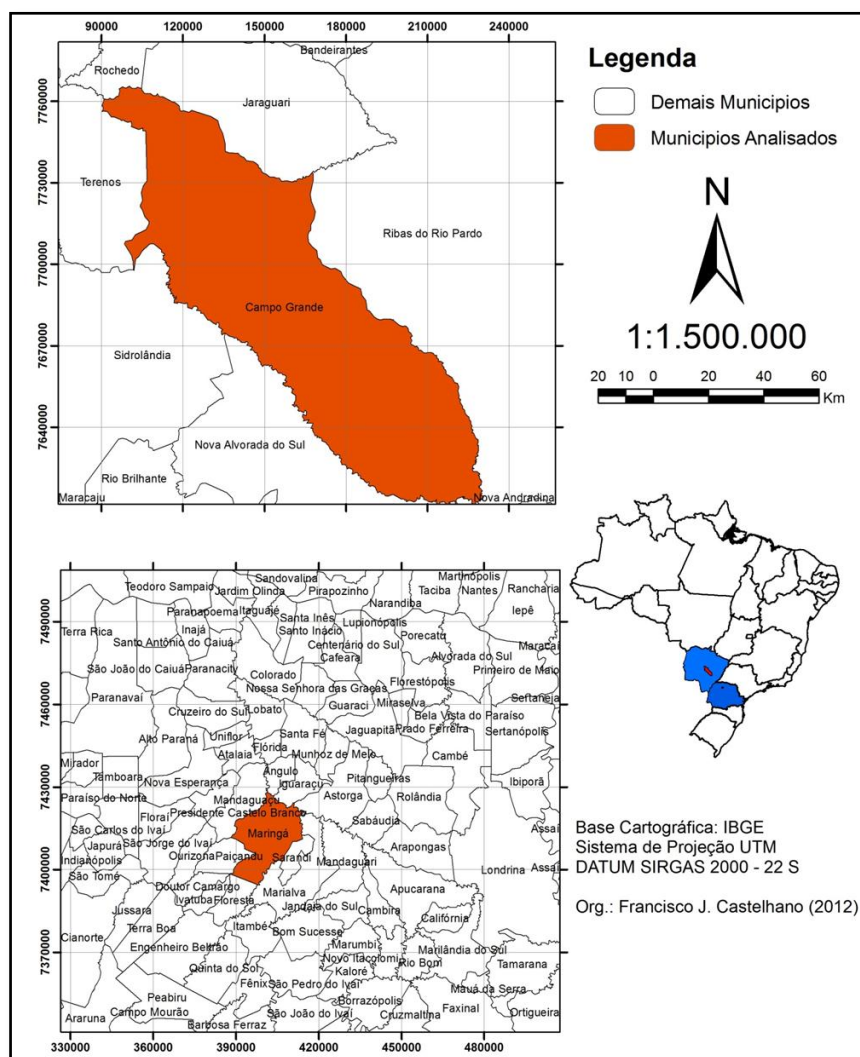 90000 120000 150000 180000 210000 240000
Bandeirantes
Rochedo
Jaraguari
7760000
Terenos
7730000
Ribas do Rio Pardo
7700000
Campo Grande
7670000
Sidrolândia
7640000
Nova Alvorada do Sul
Rio Brilhante
Maracaju
Nova Andradina
Legenda
Demais Municipios
Municipios Analisados
N
1:1.500.000
20 10 0 20 40 60
Km
Sandovalina
Martinópolis
Teodoro Sampaio
Jardim Olinda
Pirapozinho
Taciba
Nantes
Rancharia
Paranapoema
Itaguajé
Narandiba
Iepê
7490000
Santa Inês
Lupionópolis
Terra Rica
Inajá
Santo Inácio
Porecatu
Santo Antônio do Caiuá
Centenário do Sul
Maracaí
Cafeara
Alvorada do Sul
São João do Caiuá
Paranacity
Primeiro de Maio
Colorado
Florestópolis
Nossa Senhora das Graças
Paranavaí
Sertaneja
7460000
Cruzeiro do Sul
Lobato
Guaraci
Miraselva
Bela Vista do Paraíso
Alto Paraná
Uniflor
Santa Fé
Jaguapitã
Prado Ferreira
Sertanópolis
Flórida
Atalaia
Munhoz de Melo
Cambé
Mirador
Ângulo
Tamboara
Nova Esperança
Iguaraçu
Pitangueiras
Ibiporã
7430000
Paraíso do Norte
Mandaguaçu
Astorga
Rolândia
Floraí
Presidente Castelo Branco
Sabáudia
São Carlos do Ivaí
Maringá
Assaí
Japurá
São Jorge do Ivaí
Arapongas
Indianópolis
Ourizona
Paiçandu
Sarandi
Mandaguari
Londrina
Assaí
7400000
São Tomé
Doutor Camargo
Marialva
Apucarana
Ivatuba
Floresta
Jussara
Jandaia do Sul
Cambira
Califórnia
Terra Boa
Itambé
Bom Sucesso
Cianorte
Engenheiro Beltrão
Marumbi
Marilândia do Sul
7370000
Novo Itacolomi
Rio Bom
Tamarana
Quinta do Sol
Kaloré
Fênix
São Pedro do Ivaí
Mauá da Serra
Peabiru
Borrazópolis
Faxinal
Araruna
Campo Mourão
São João do Ivaí
Cruzmaltina
Ortigueira
Barbosa Ferraz
330000 360000 390000 420000 450000 480000
Base Cartográfica: IBGE
Sistema de Projeção UTM
DATUM SIRGAS 2000 - 22 S
Org.: Francisco J. Castelhano (2012)